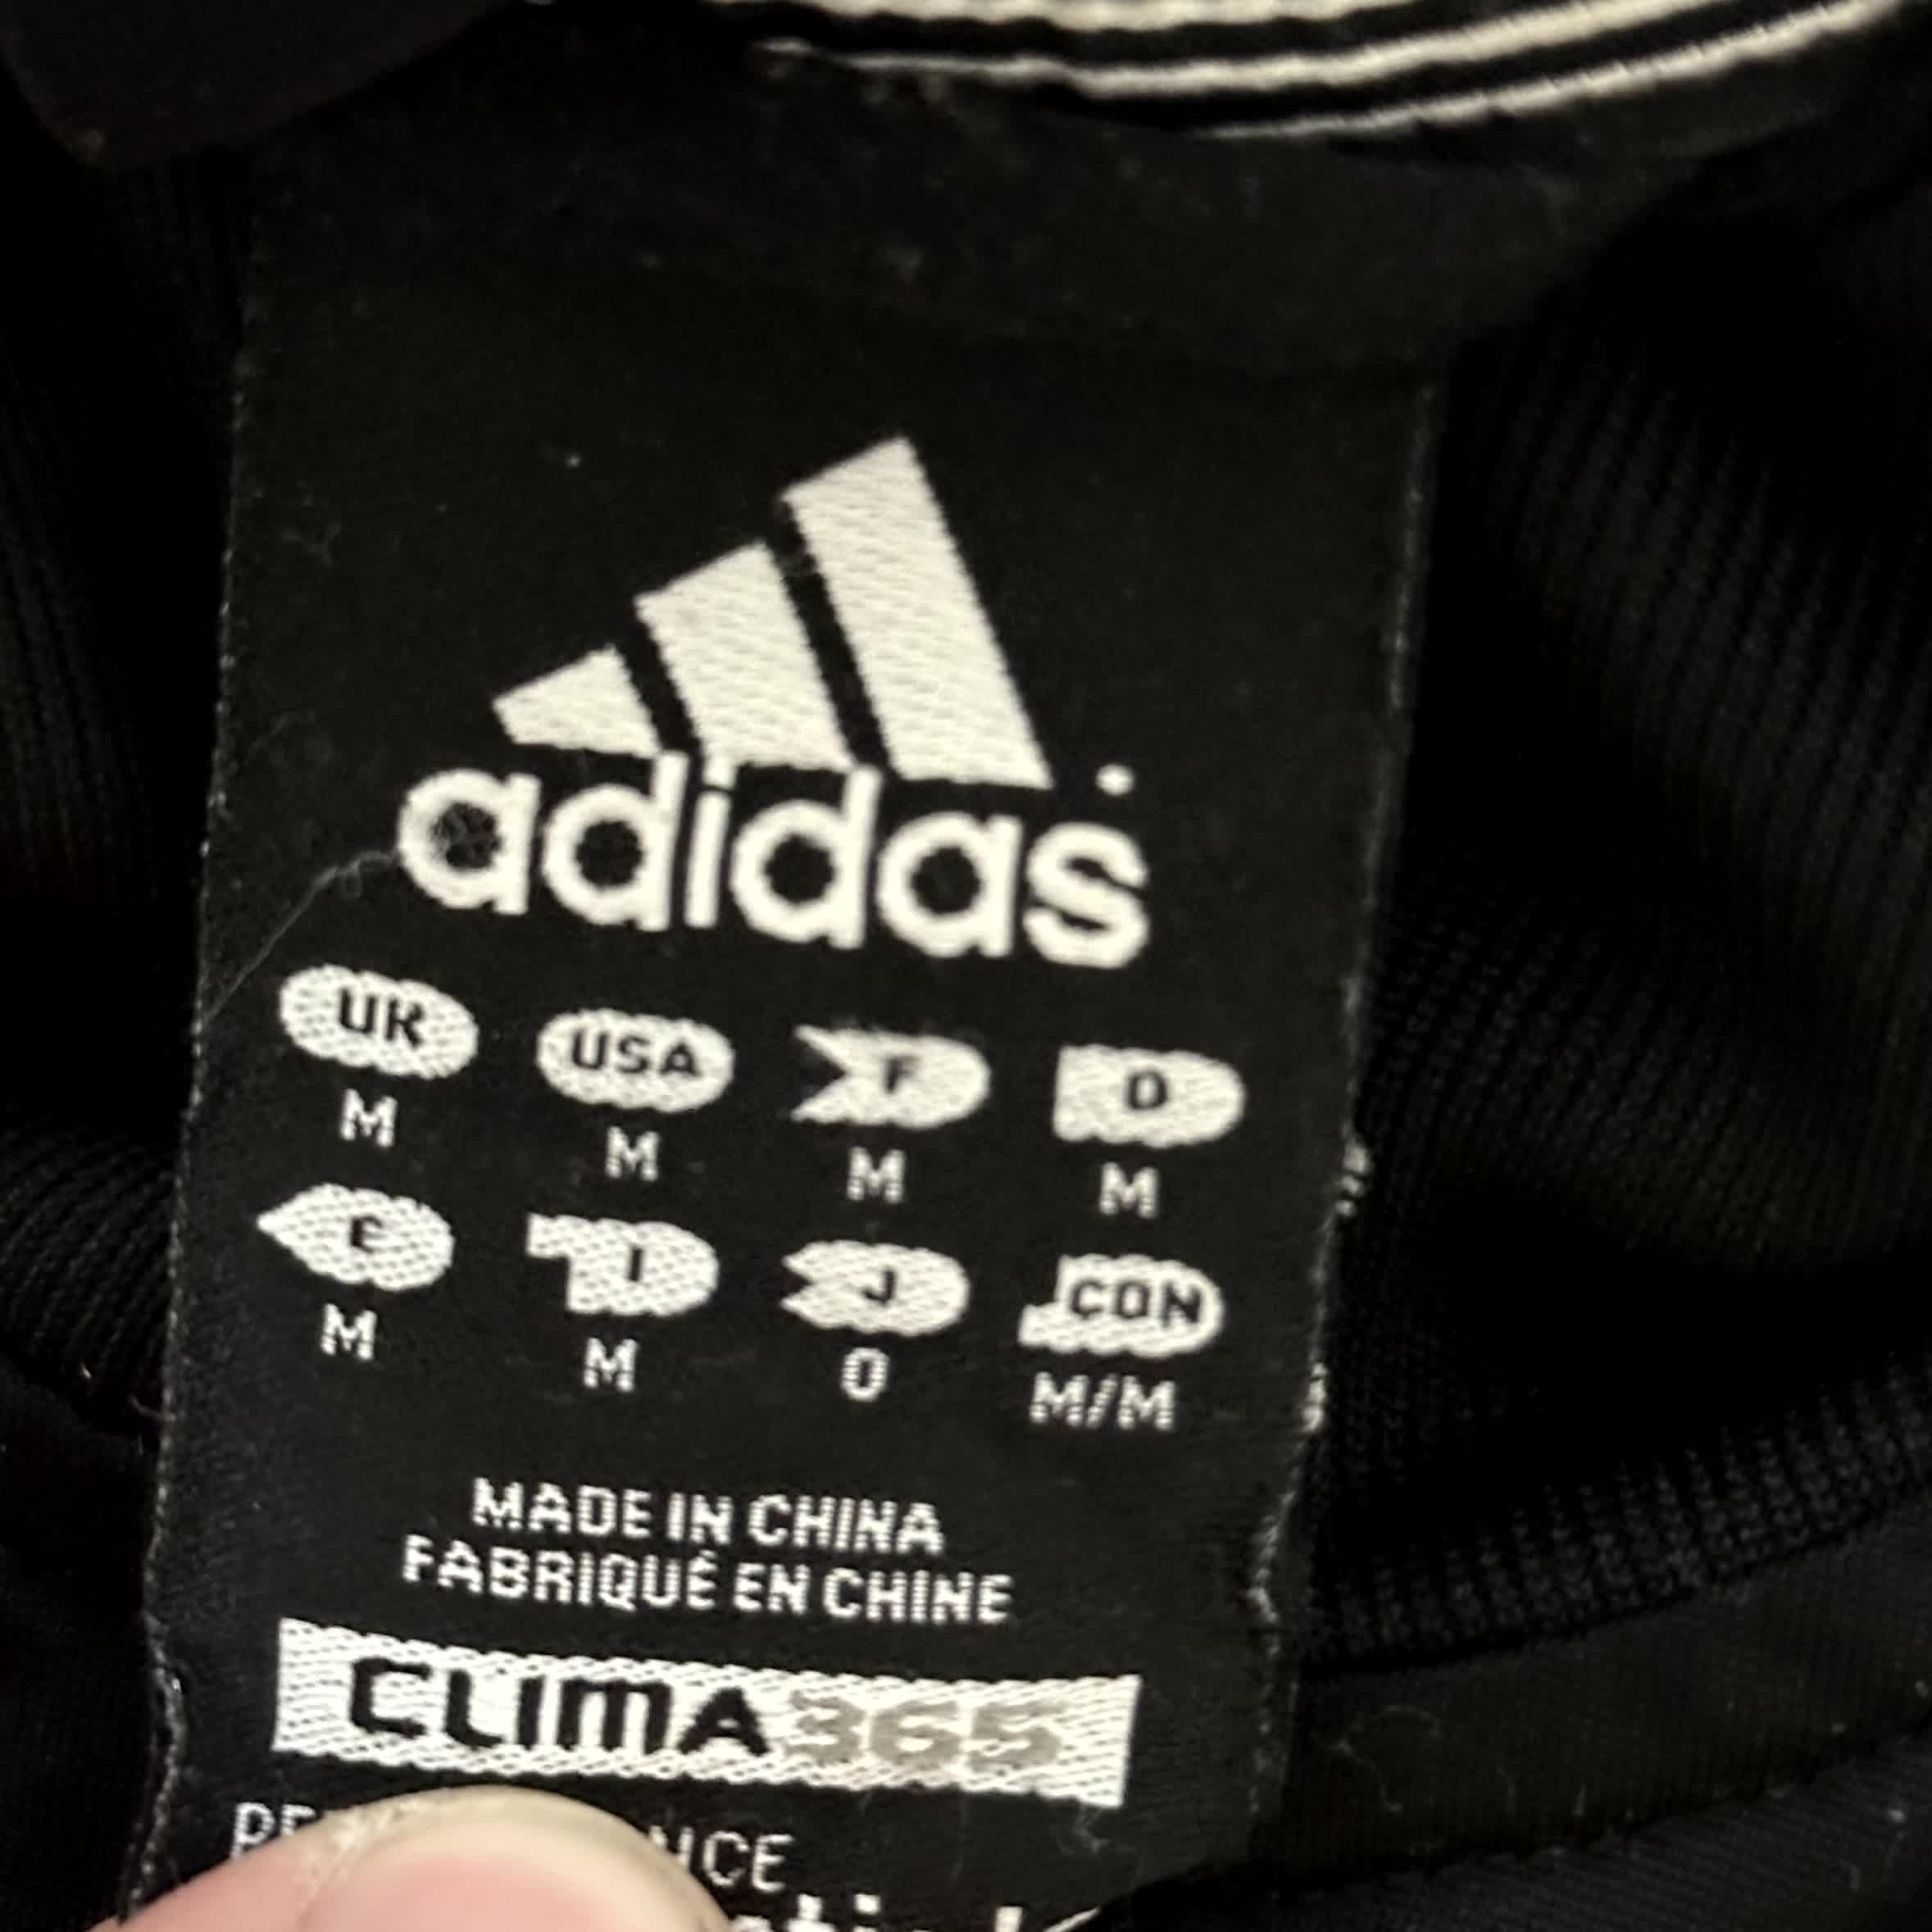 adidas
UK USA F D
M M M M
E I J CON
M M O M/M
MADE IN CHINA
FABRIQUÉ EN CHINE
CLIMA365